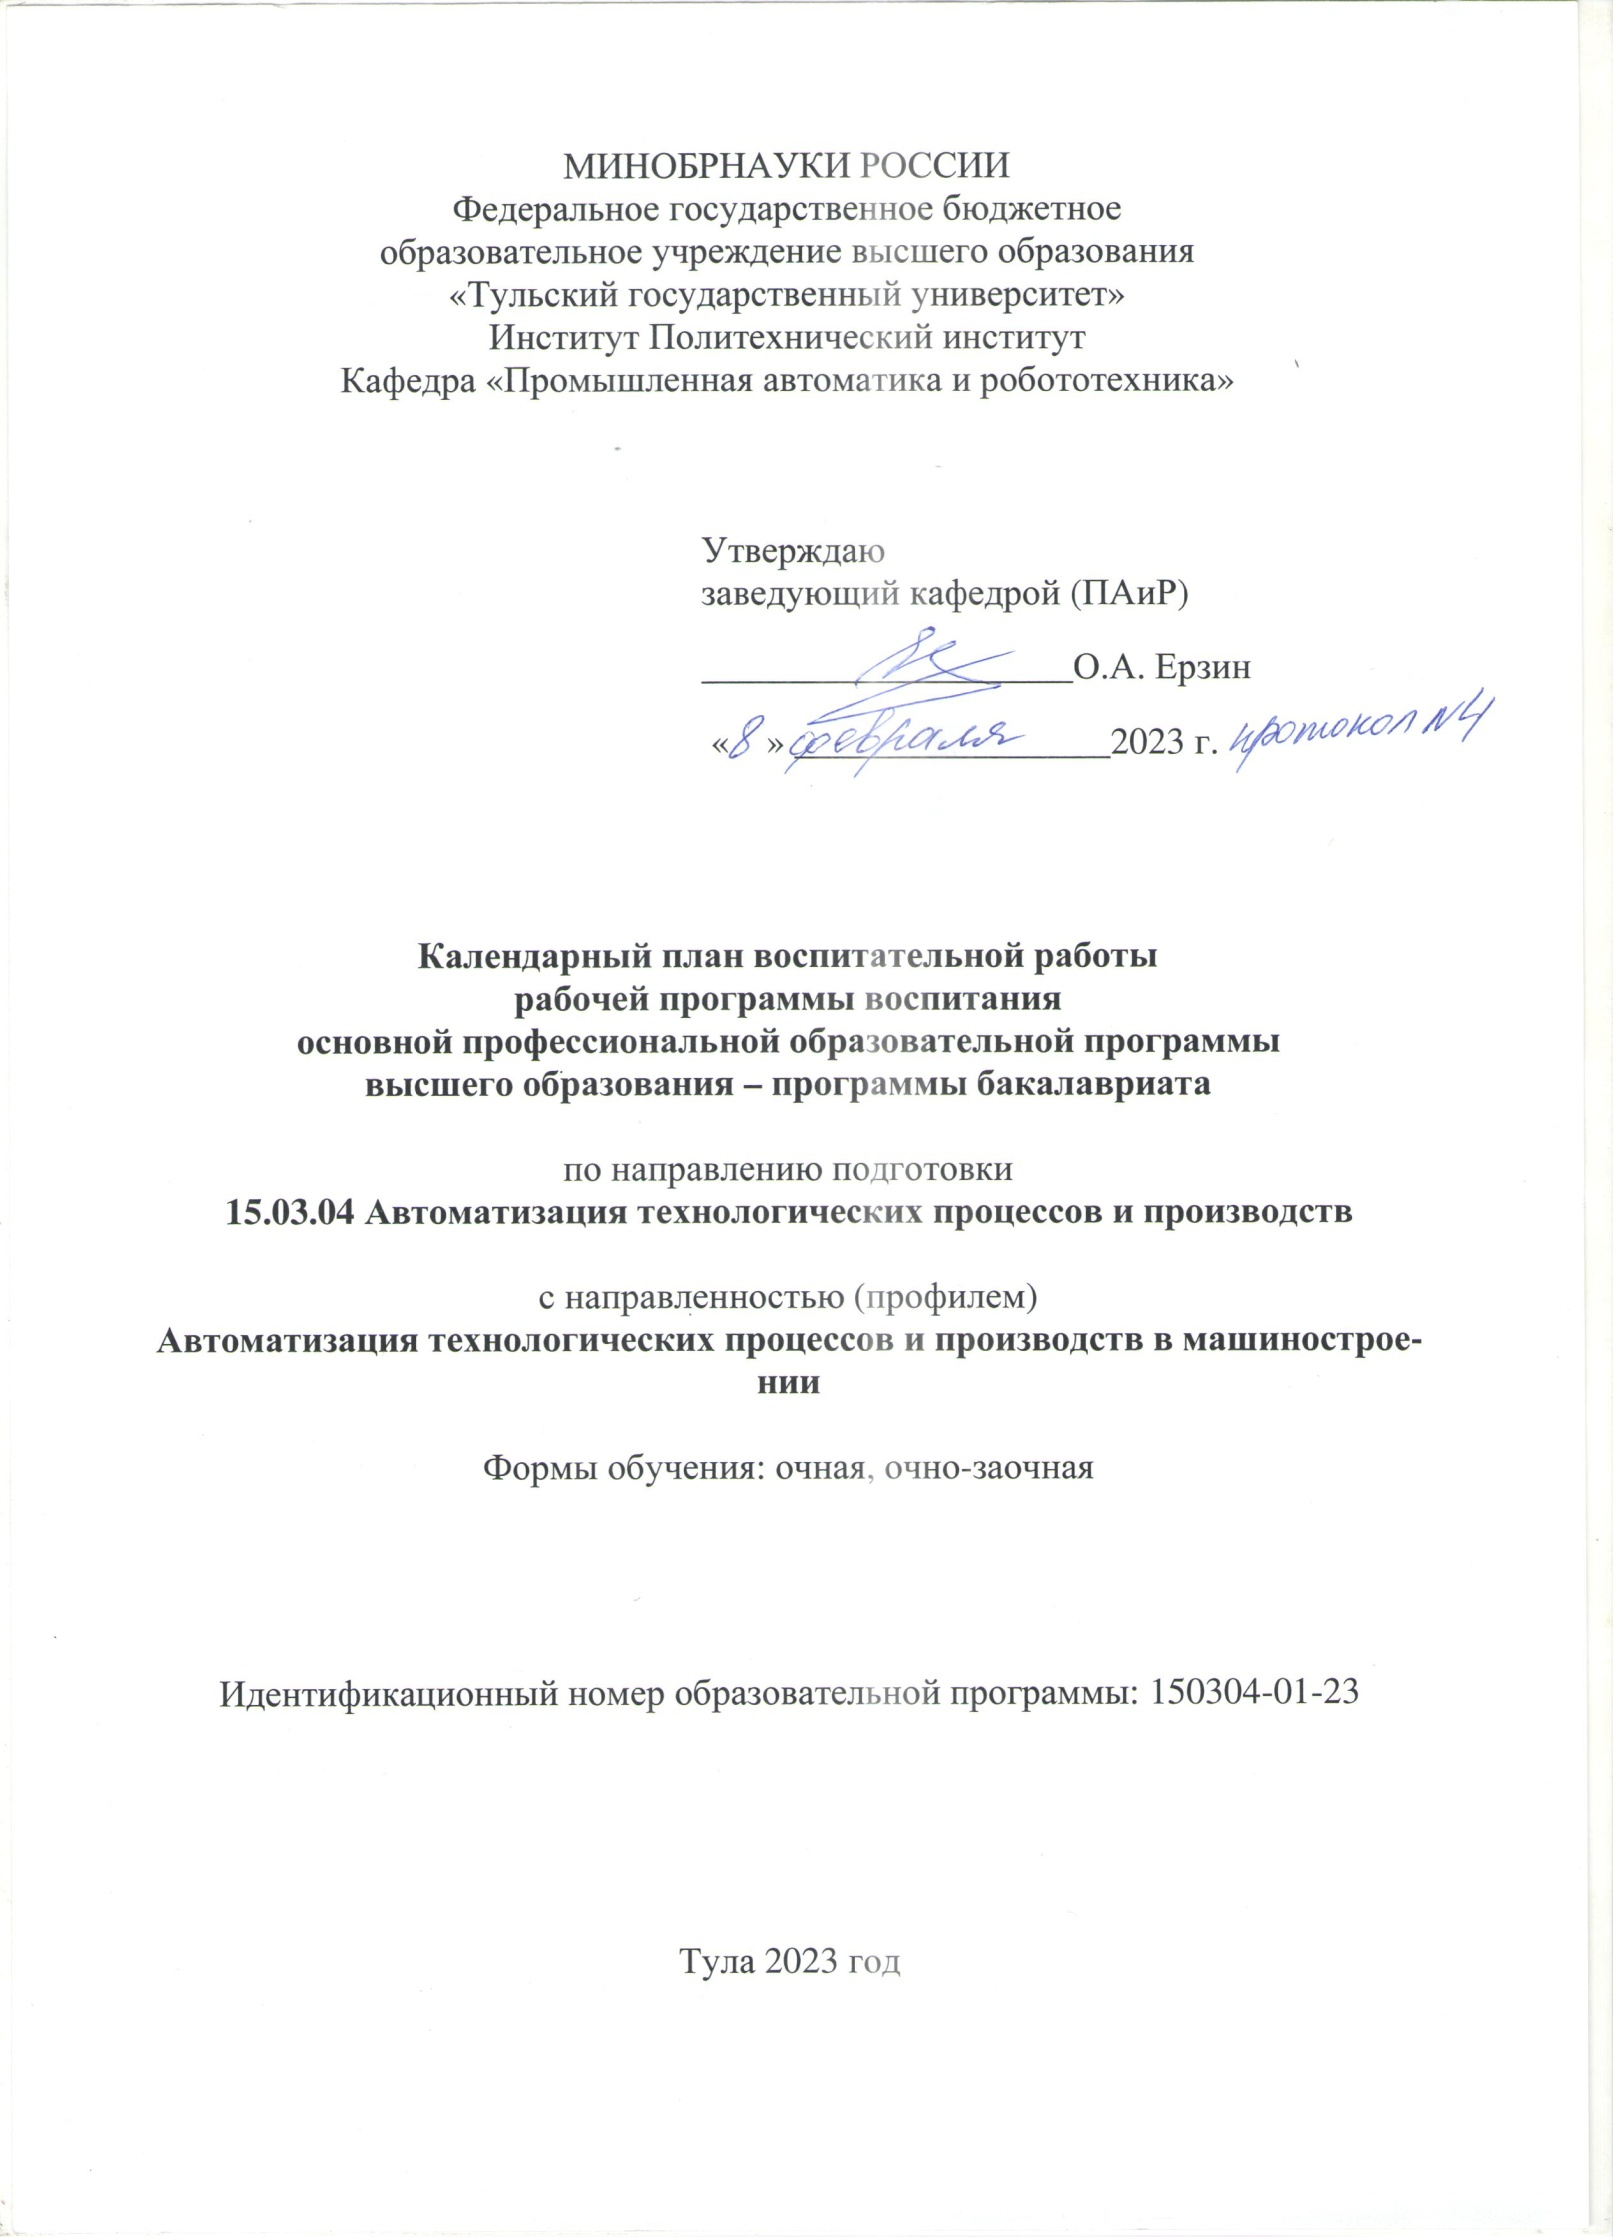 МИНОБРНАУКИ РОССИИ
Федеральное государственное бюджетное
образовательное учреждение высшего образования
«Тульский государственный университет»
Институт Политехнический институт
Кафедра «Промышленная автоматика и робототехника»
Утверждаю
заведующий кафедрой (ПАиР)
О.А. Ерзин
«8 » февраля 2023 г. протокол №4
Календарный план воспитательной работы
рабочей программы воспитания
основной профессиональной образовательной программы
высшего образования – программы бакалавриата
по направлению подготовки
15.03.04 Автоматизация технологических процессов и производств
с направленностью (профилем)
Автоматизация технологических процессов и производств в машинострое-
нии
Формы обучения: очная, очно-заочная
Идентификационный номер образовательной программы: 150304-01-23
Тула 2023 год